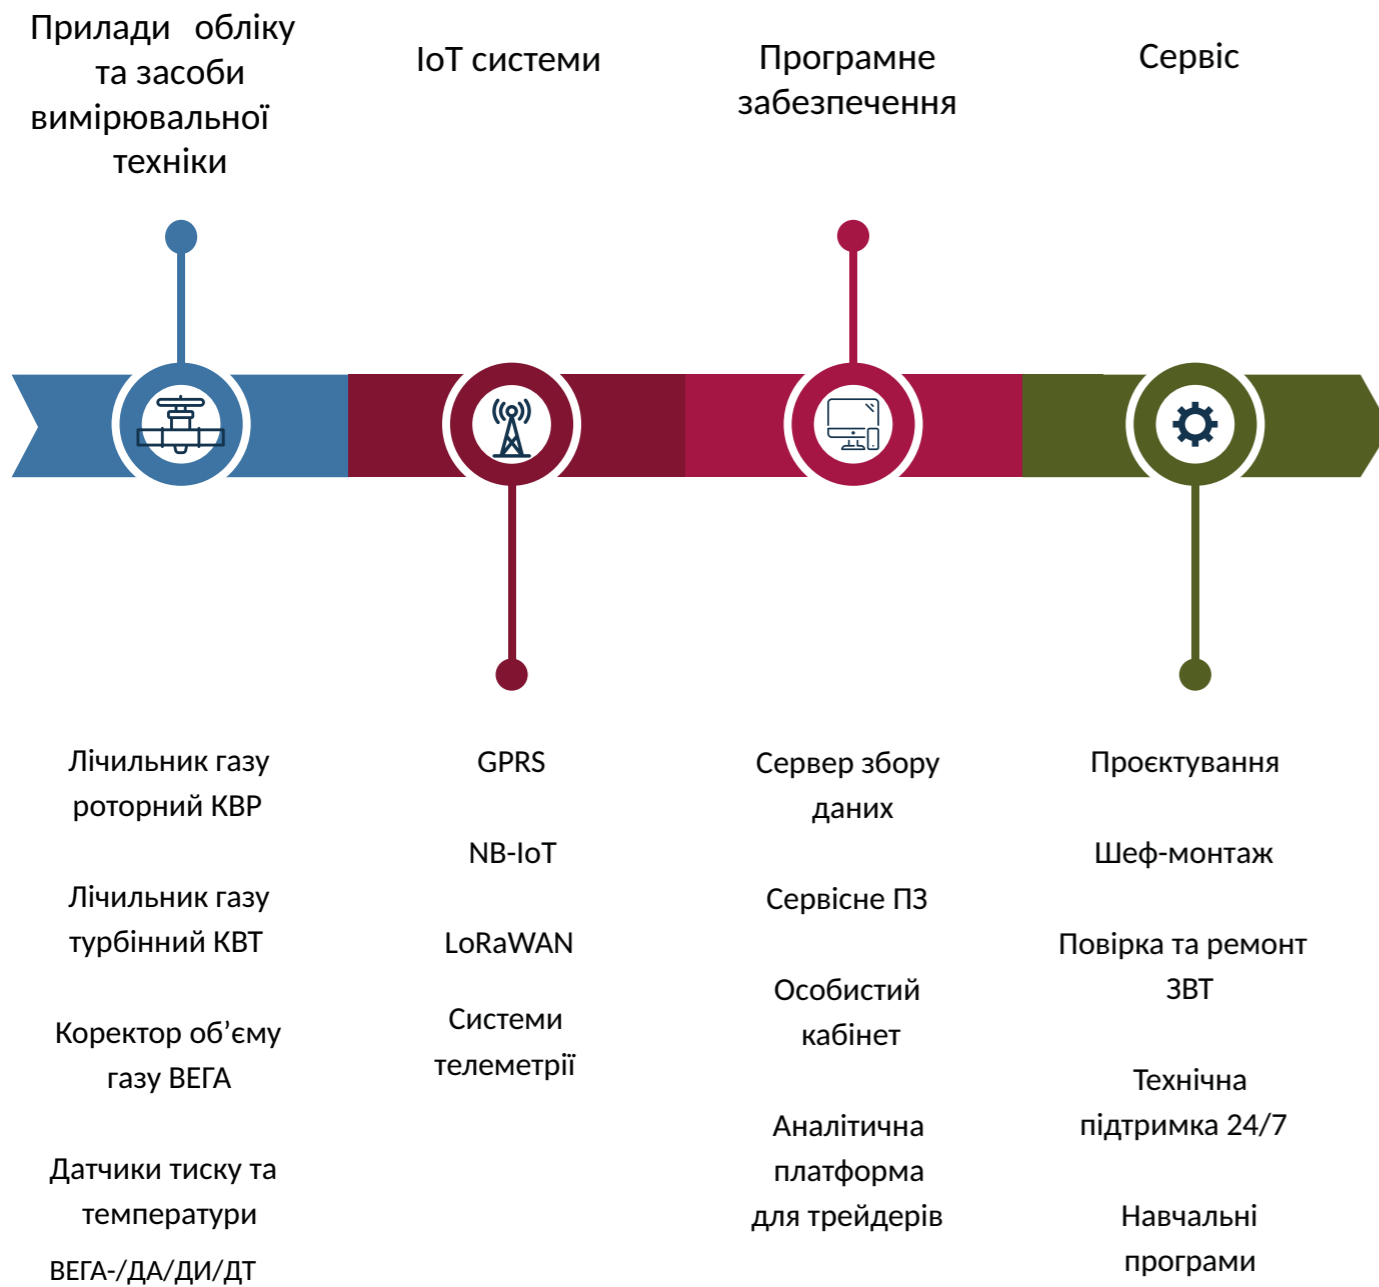 Прилади обліку
та засоби
вимірювальної
техніки
IoT системи
Програмне
забезпечення
Сервіс
Лічильник газу
роторний КВР
Лічильник газу
турбінний КВТ
Коректор об’єму
газу ВЕГА
Датчики тиску та
температури
ВЕГА-/ДА/ДИ/ДТ
GPRS
NB-IoT
LoRaWAN
Системи
телеметрії
Сервер збору
даних
Сервісне ПЗ
Особистий
кабінет
Аналітична
платформа
для трейдерів
Проєктування
Шеф-монтаж
Повірка та ремонт
ЗВТ
Технічна
підтримка 24/7
Навчальні
програми